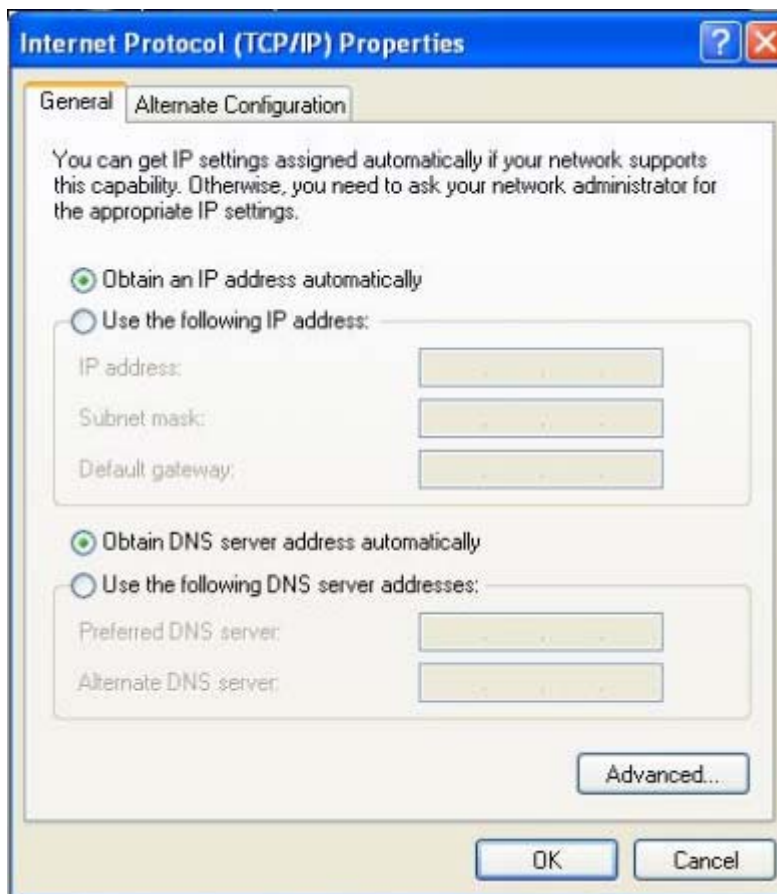 Internet Protocol (TCP/IP) Properties
General
Alternate Configuration
You can get IP settings assigned automatically if your network supports
this capability. Otherwise, you need to ask your network administrator for
the appropriate IP settings.
Obtain an IP address automatically
Use the following IP address:
IP address:
Subnet mask:
Default gateway:
Obtain DNS server address automatically
Use the following DNS server addresses:
Preferred DNS server:
Alternate DNS server:
Advanced...
OK
Cancel